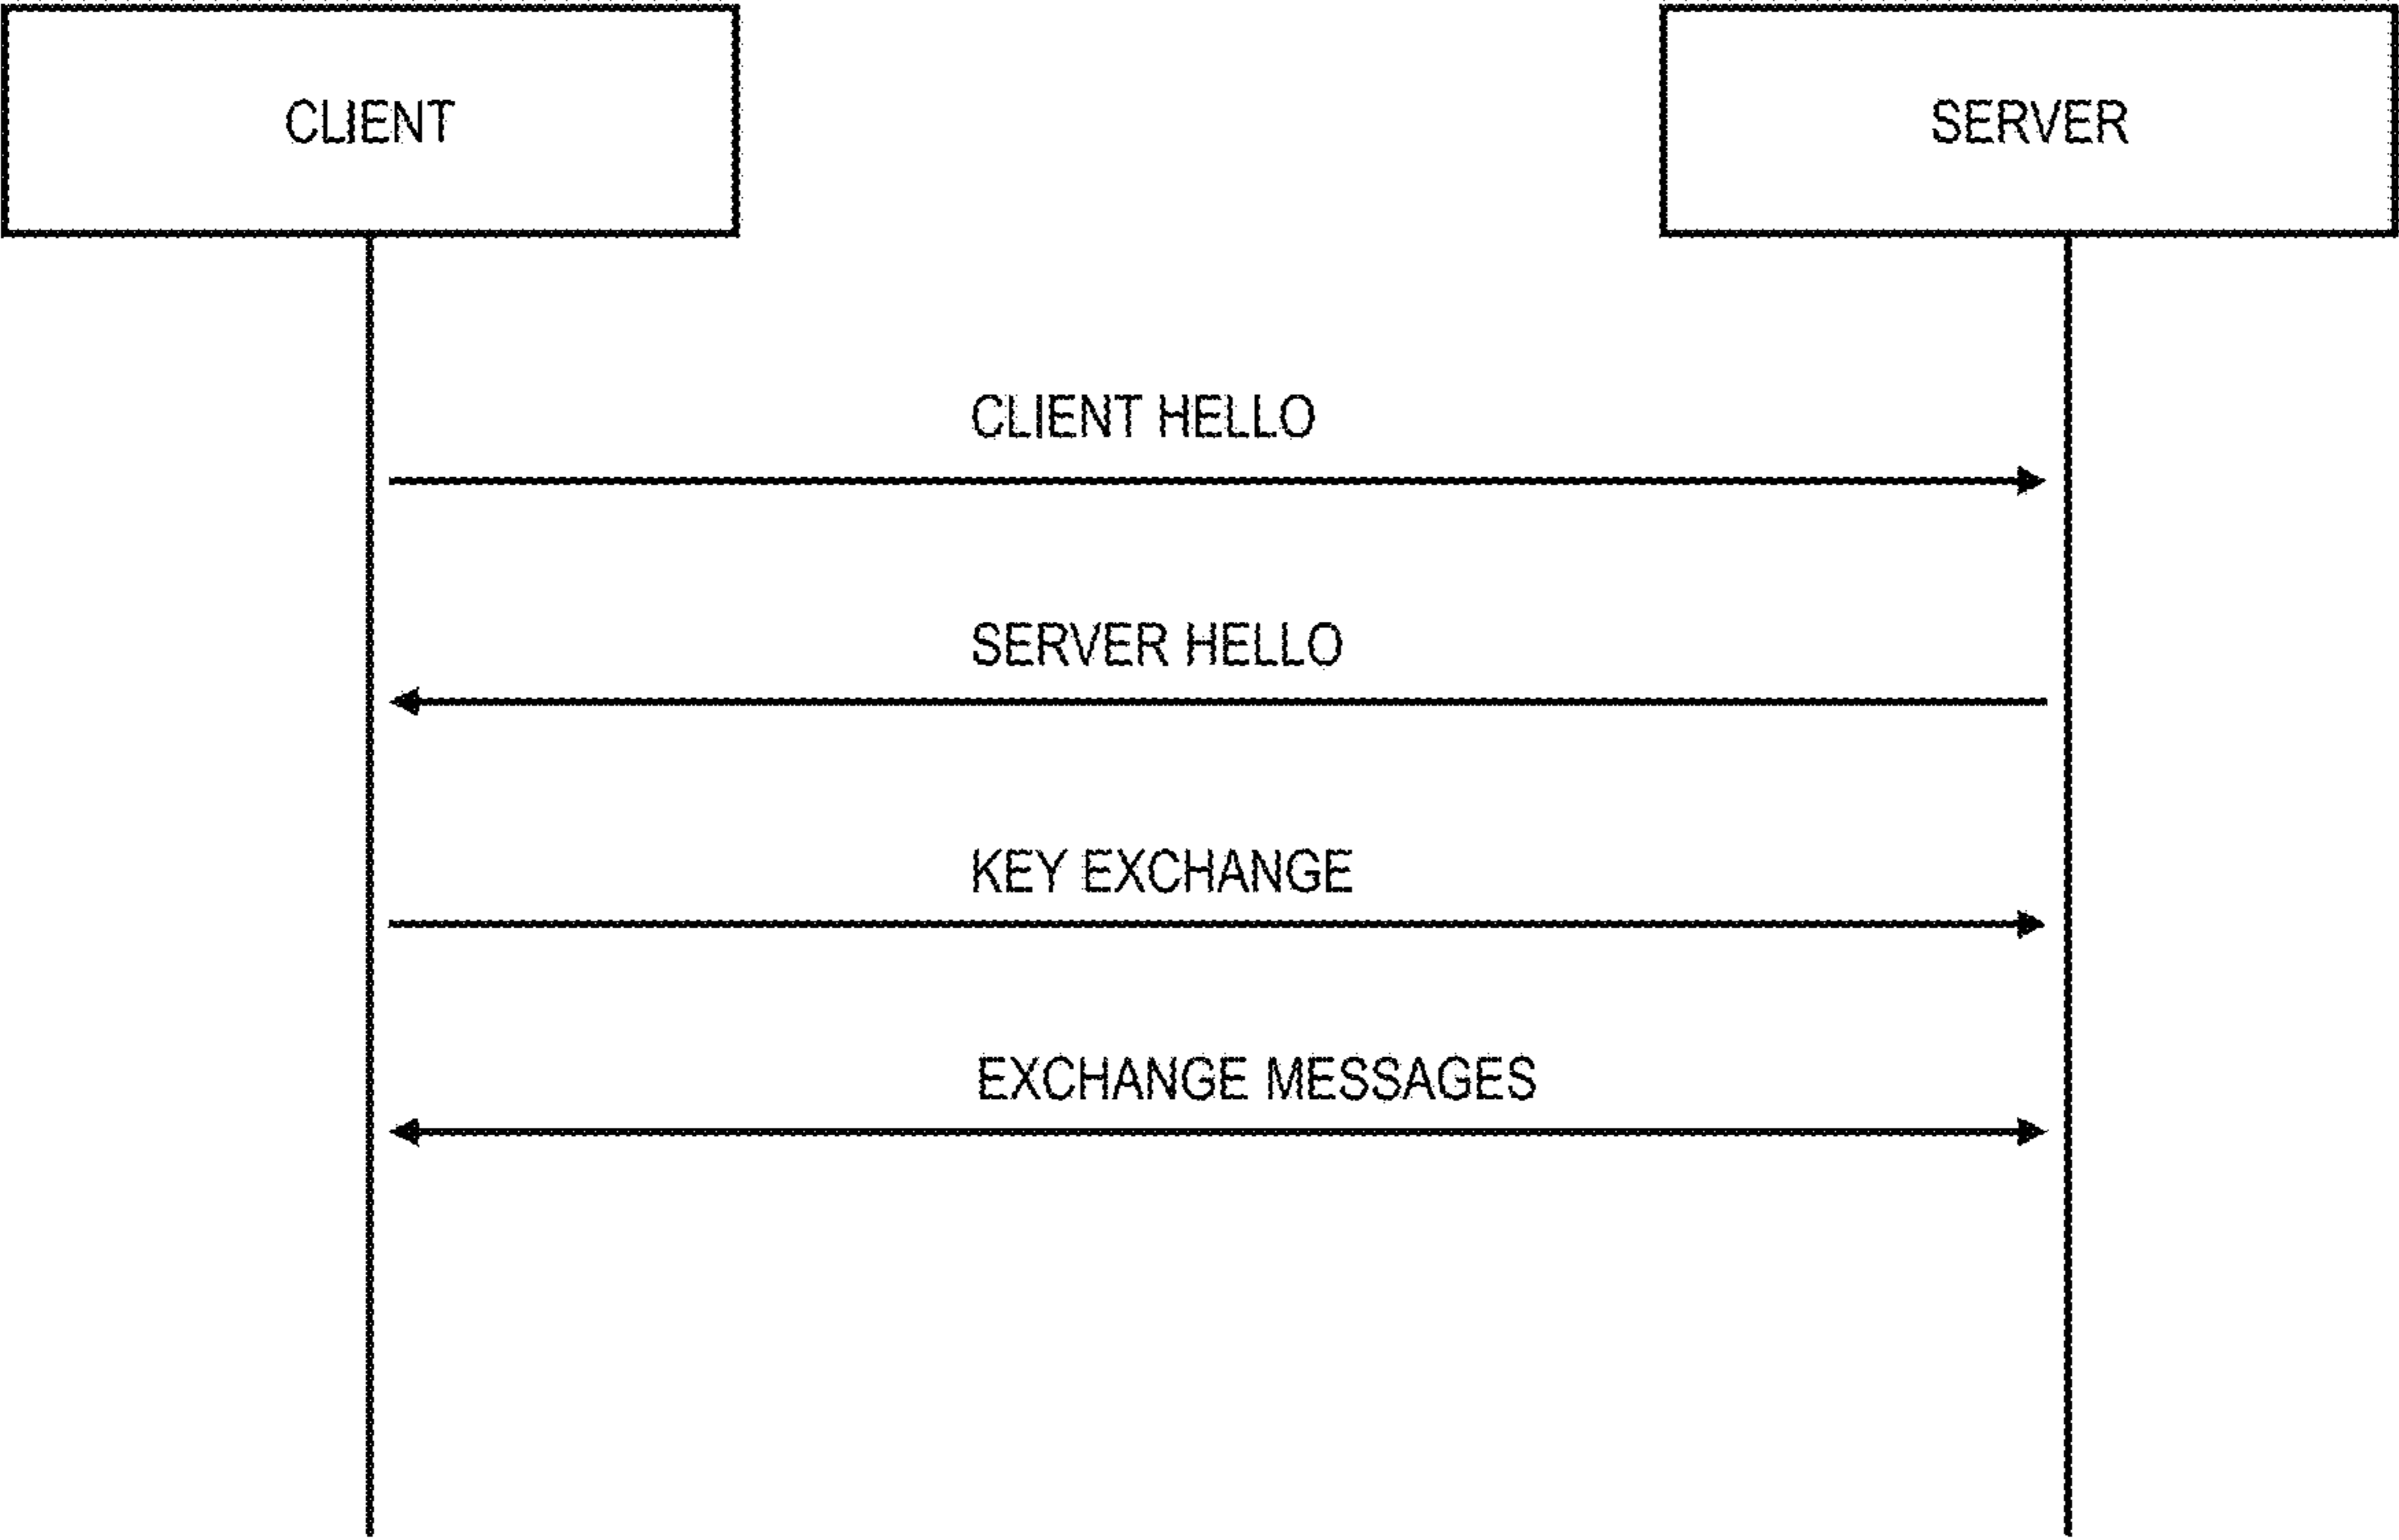 CLIENT
SERVER
CLIENT HELLO
SERVER HELLO
KEY EXCHANGE
EXCHANGE MESSAGES